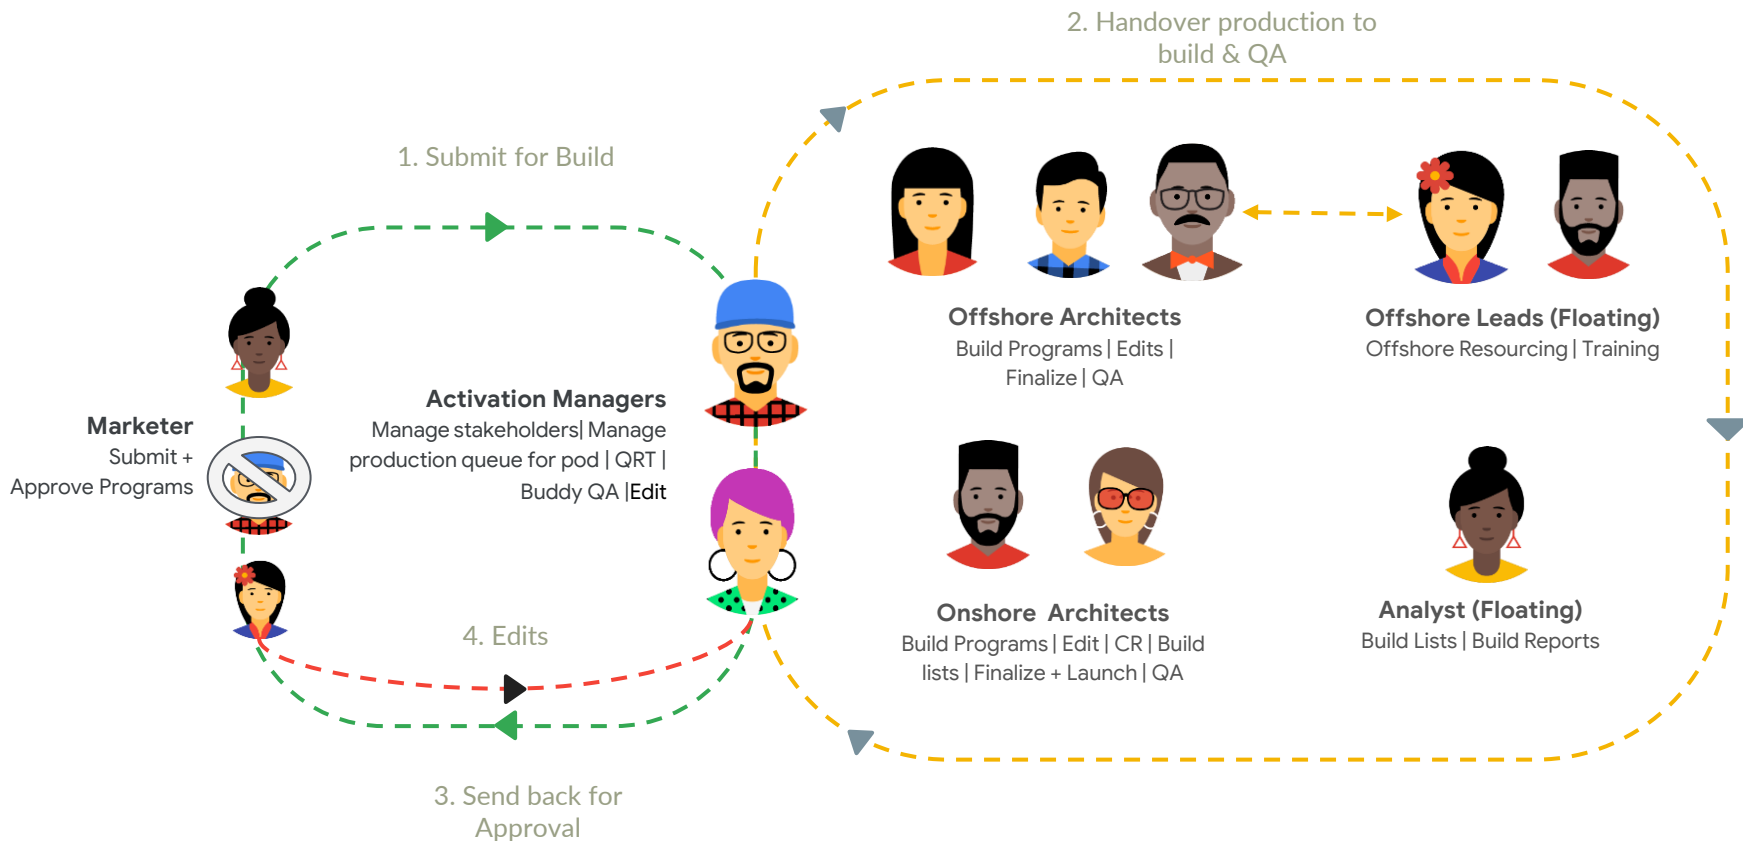 2. Handover production to
build & QA
1. Submit for Build
Offshore Architects
Build Programs | Edits |
Finalize | QA
Offshore Leads (Floating)
Offshore Resourcing | Training
Marketer
Submit +
Approve Programs
Activation Managers
Manage stakeholders| Manage
production queue for pod | QRT |
Buddy QA |Edit
Onshore Architects
Build Programs | Edit | CR | Build
lists | Finalize + Launch | QA
Analyst (Floating)
Build Lists | Build Reports
4. Edits
3. Send back for
Approval